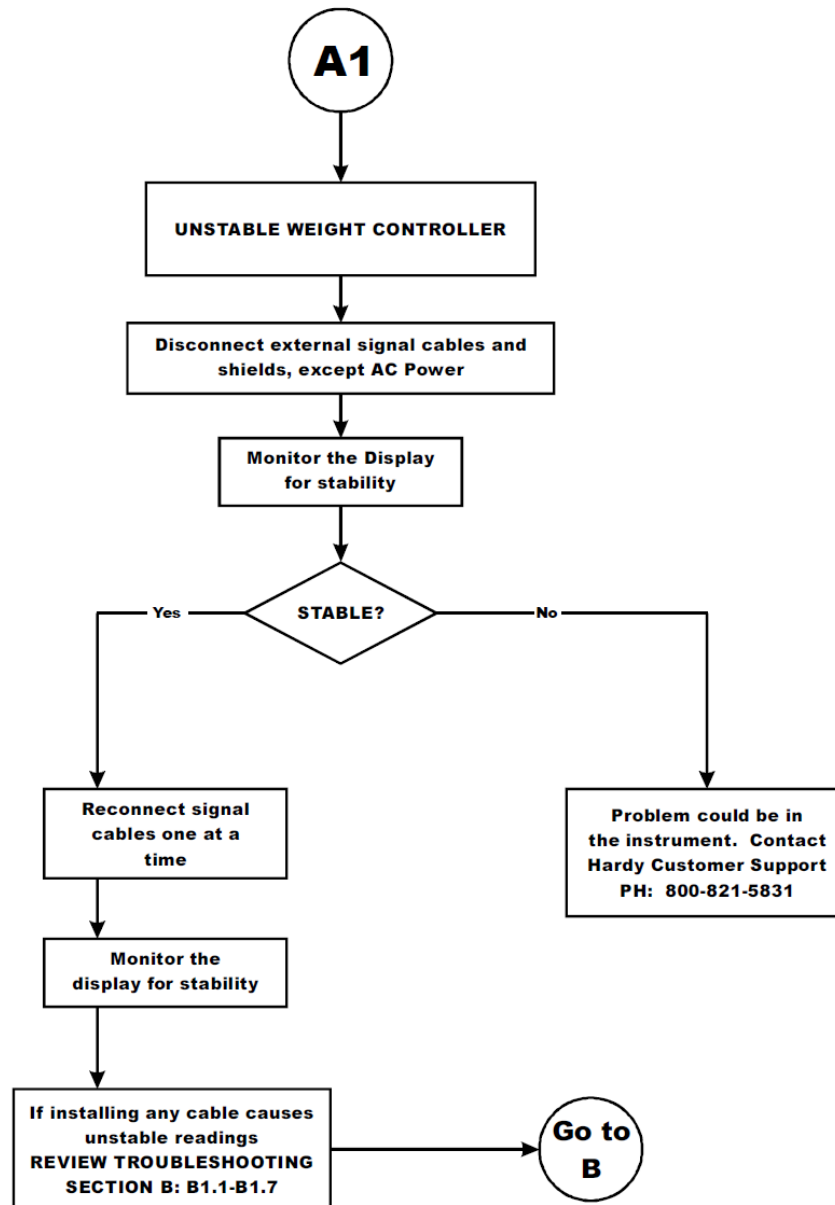 A1
UNSTABLE WEIGHT CONTROLLER
Disconnect external signal cables and
shields, except AC Power
Monitor the Display
for stability
STABLE?
Yes
No
Reconnect signal
cables one at a
time
Problem could be in
the instrument. Contact
Hardy Customer Support
PH: 800-821-5831
Monitor the
display for stability
If installing any cable causes
unstable readings
REVIEW TROUBLESHOOTING
SECTION B: B1.1-B1.7
Go to
B